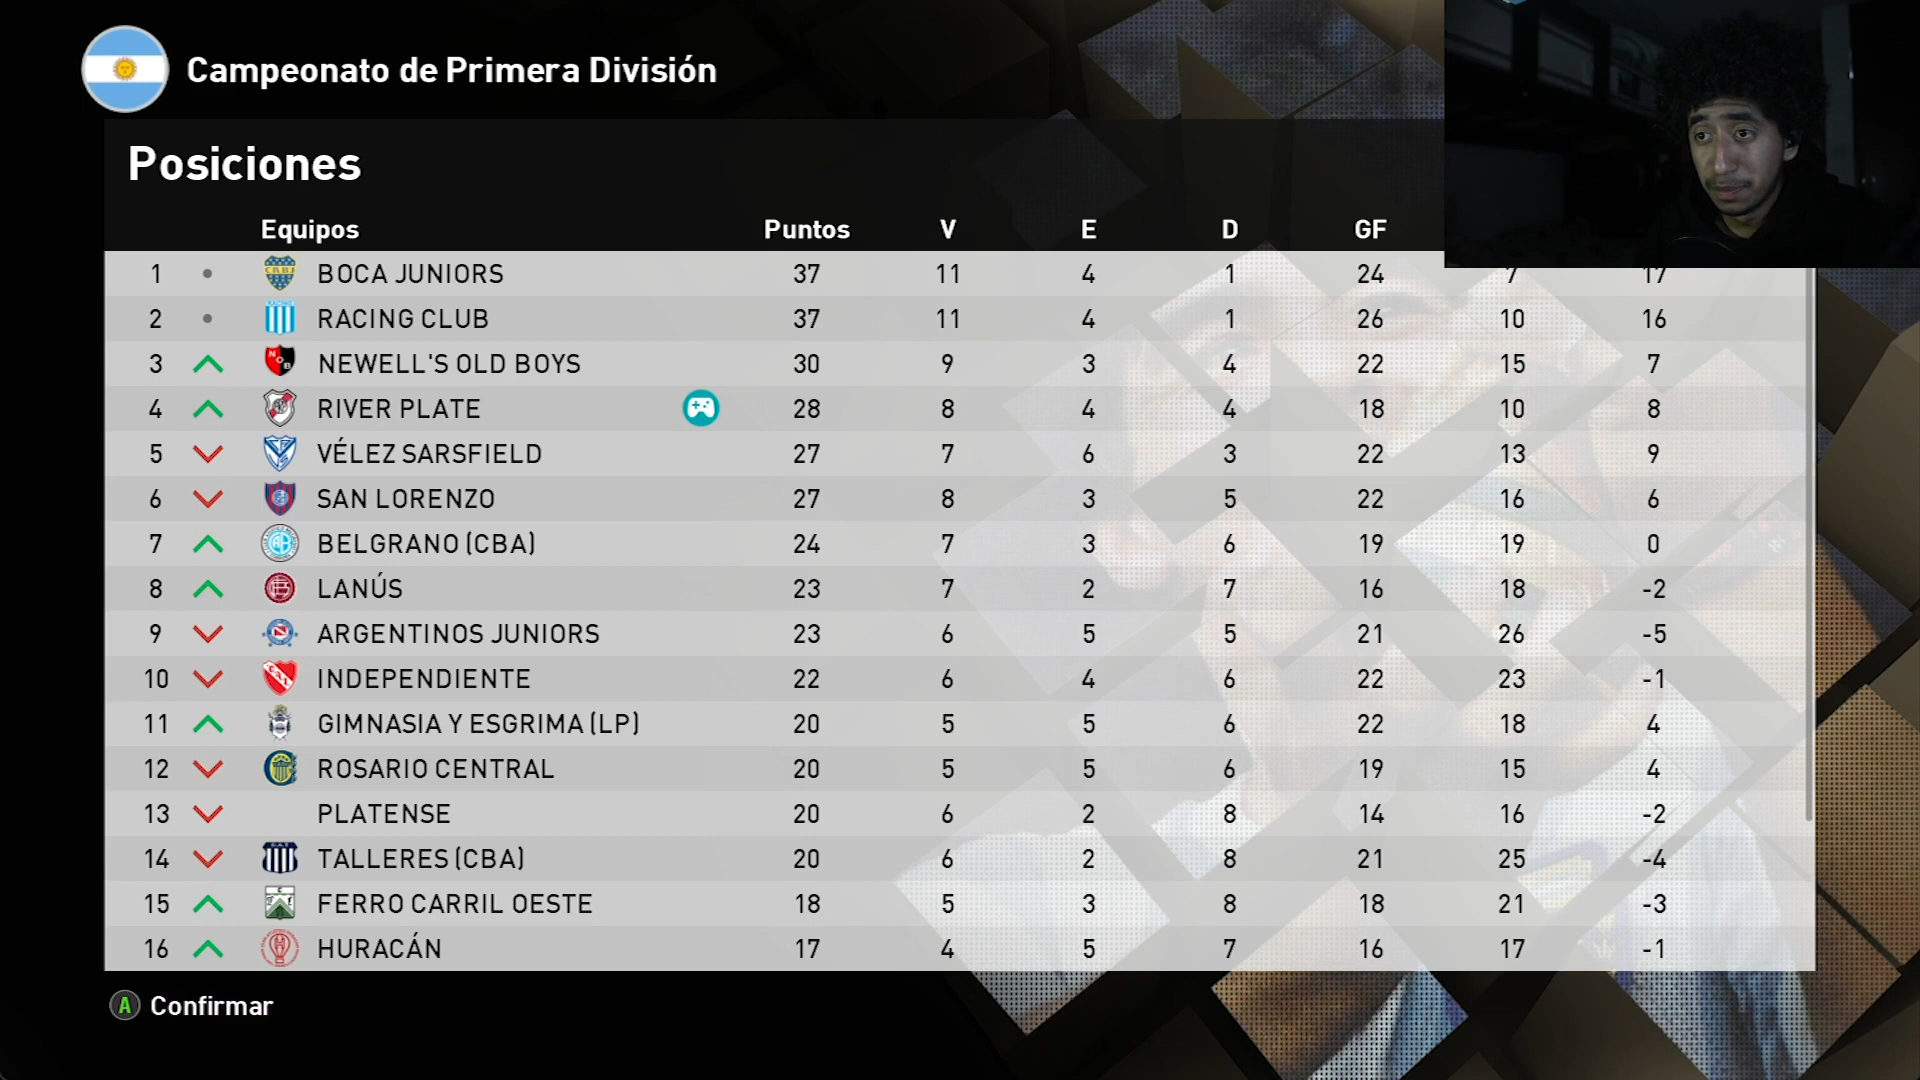 Campeonato de Primera División
Posiciones
Equipos Puntos V E D GF
1 BOCA JUNIORS 37 11 4 1 24 7 17
2 RACING CLUB 37 11 4 1 26 10 16
3 NEWELL'S OLD BOYS 30 9 3 4 22 15 7
4 RIVER PLATE 28 8 4 4 18 10 8
5 VÉLEZ SARSFIELD 27 7 6 3 22 13 9
6 SAN LORENZO 27 8 3 5 22 16 6
7 BELGRANO (CBA) 24 7 3 6 19 19 0
8 LANÚS 23 7 2 7 16 18 -2
9 ARGENTINOS JUNIORS 23 6 5 5 21 26 -5
10 INDEPENDIENTE 22 6 4 6 22 23 -1
11 GIMNASIA Y ESGRIMA (LP) 20 5 5 6 22 18 4
12 ROSARIO CENTRAL 20 5 5 6 19 15 4
13 PLATENSE 20 6 2 8 14 16 -2
14 TALLERES (CBA) 20 6 2 8 21 25 -4
15 FERRO CARRIL OESTE 18 5 3 8 18 21 -3
16 HURACÁN 17 4 5 7 16 17 -1
A Confirmar